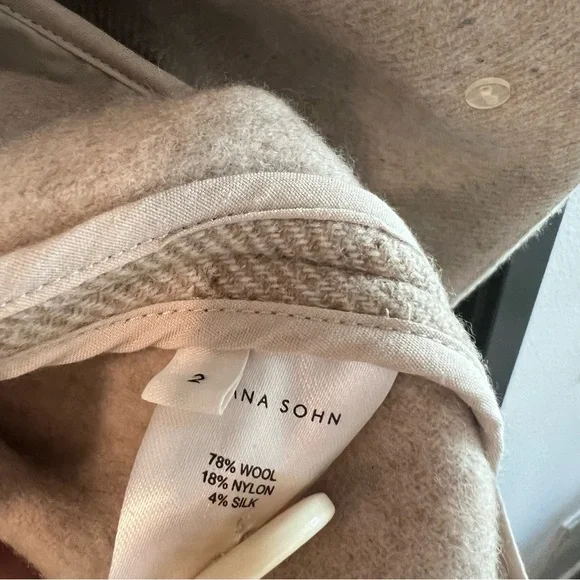 2
NA SOHN
78% WOOL
18% NYLON
4% SILK